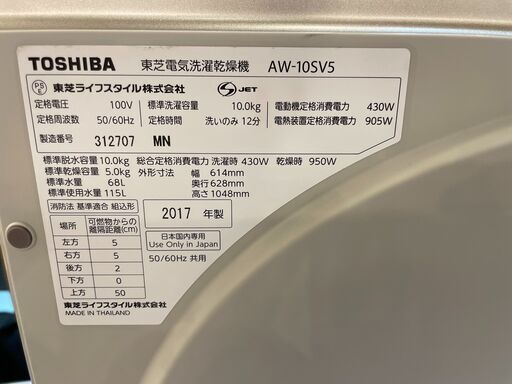 TOSHIBA 東芝電気洗濯乾燥機 AW-10SV5
東芝ライフスタイル株式会社 JET
定格電圧 100V 標準洗濯容量 10.0kg 電動機定格消費電力 430W
定格周波数 50/60Hz 定格時間 洗いのみ 12分 電熱装置定格消費電力 905W
製造番号 312707 MN
標準脱水容量 10.0kg 総合定格消費電力 洗濯時 430W 乾燥時 950W
標準乾燥容量 5.0kg 外形寸法 幅 614mm
標準水量 68L 奥行 628mm
標準使用水量 115L 高さ 1048mm
消防法 基準適合 組込形
場所 可燃物からの離隔距離(cm)
左方 5
右方 5
後方 2
下方 0
上方 50
2017 年製
日本国内専用
Use Only in Japan
50/60Hz 共用
東芝ライフスタイル株式会社
MADE IN THAILAND